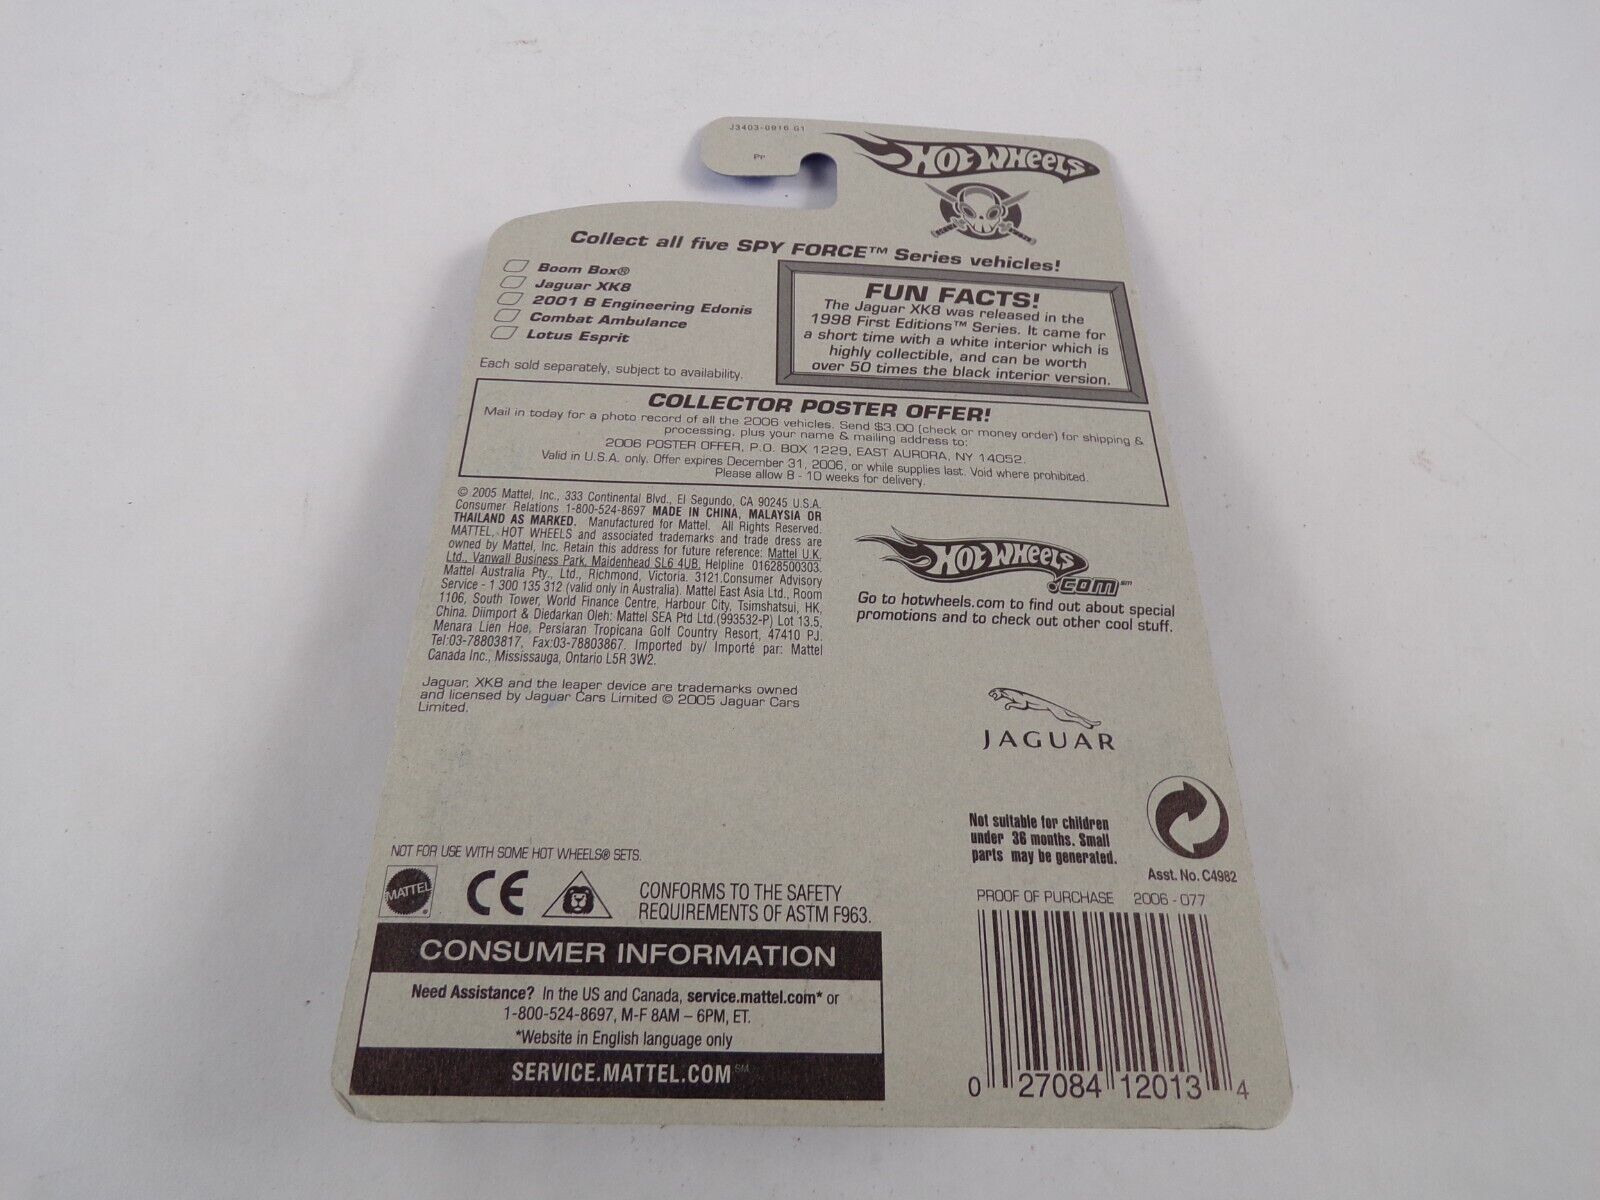 J3403-0916 G1
Pr
HOT WHEELS
Collect all five SPY FORCE™ Series vehicles!
Boom Box®
Jaguar XK8
2001 B Engineering Edonis
Combat Ambulance
Lotus Esprit
Each sold separately, subject to availability.
FUN FACTS!
The Jaguar XK8 was released in the
1998 First Editions™ Series. It came for
a short time with a white interior which is
highly collectible, and can be worth
over 50 times the black interior version.
COLLECTOR POSTER OFFER!
Mail in today for a photo record of all the 2006 vehicles. Send $3.00 (check or money order) for shipping &
processing, plus your name & mailing address to:
2006 POSTER OFFER, P.O. BOX 1229, EAST AURORA, NY 14052.
Valid in U.S.A. only. Offer expires December 31, 2006, or while supplies last. Void where prohibited.
Please allow 8 - 10 weeks for delivery.
© 2005 Mattel, Inc., 333 Continental Blvd., El Segundo, CA 90245 U.S.A.
Consumer Relations 1-800-524-8697 MADE IN CHINA, MALAYSIA OR
THAILAND AS MARKED. Manufactured for Mattel. All Rights Reserved.
MATTEL, HOT WHEELS and associated trademarks and trade dress are
owned by Mattel, Inc. Retain this address for future reference: Mattel U.K.
Ltd., Vanwall Business Park, Maidenhead SL6 4UB. Helpline 01628500303.
Mattel Australia Pty., Ltd., Richmond, Victoria. 3121.Consumer Advisory
Service - 1 300 135 312 (valid only in Australia). Mattel East Asia Ltd., Room
1106, South Tower, World Finance Centre, Harbour City, Tsimshatsui, HK,
China. Diimport & Diedarkan Oleh: Mattel SEA Ptd Ltd.(993532-P) Lot 13.5,
Menara Lien Hoe, Persiaran Tropicana Golf Country Resort, 47410 PJ.
Tel:03-78803817, Fax:03-78803867. Imported by/ Importé par: Mattel
Canada Inc., Mississauga, Ontario L5R 3W2.
Jaguar, XK8 and the leaper device are trademarks owned
and licensed by Jaguar Cars Limited © 2005 Jaguar Cars
Limited.
HOT WHEELS
.com℠
Go to hotwheels.com to find out about special
promotions and to check out other cool stuff.
JAGUAR
Not suitable for children
under 36 months. Small
parts may be generated.
Asst. No. C4982
NOT FOR USE WITH SOME HOT WHEELS® SETS.
MATTEL®
CE
CONFORMS TO THE SAFETY
REQUIREMENTS OF ASTM F963.
CONSUMER INFORMATION
Need Assistance? In the US and Canada, service.mattel.com* or
1-800-524-8697, M-F 8AM – 6PM, ET.
*Website in English language only
SERVICE.MATTEL.COM℠
PROOF OF PURCHASE 2006 - 077
0 27084 12013 4